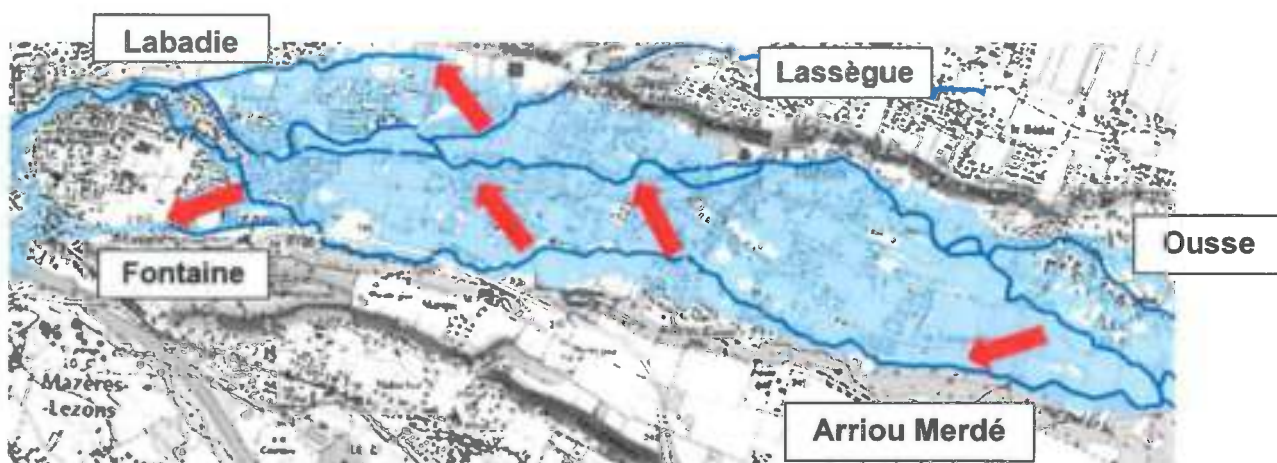 Labadie
Lassègue
Ousse
Fontaine
Mazères-
-Lezons
Arriou Merdé